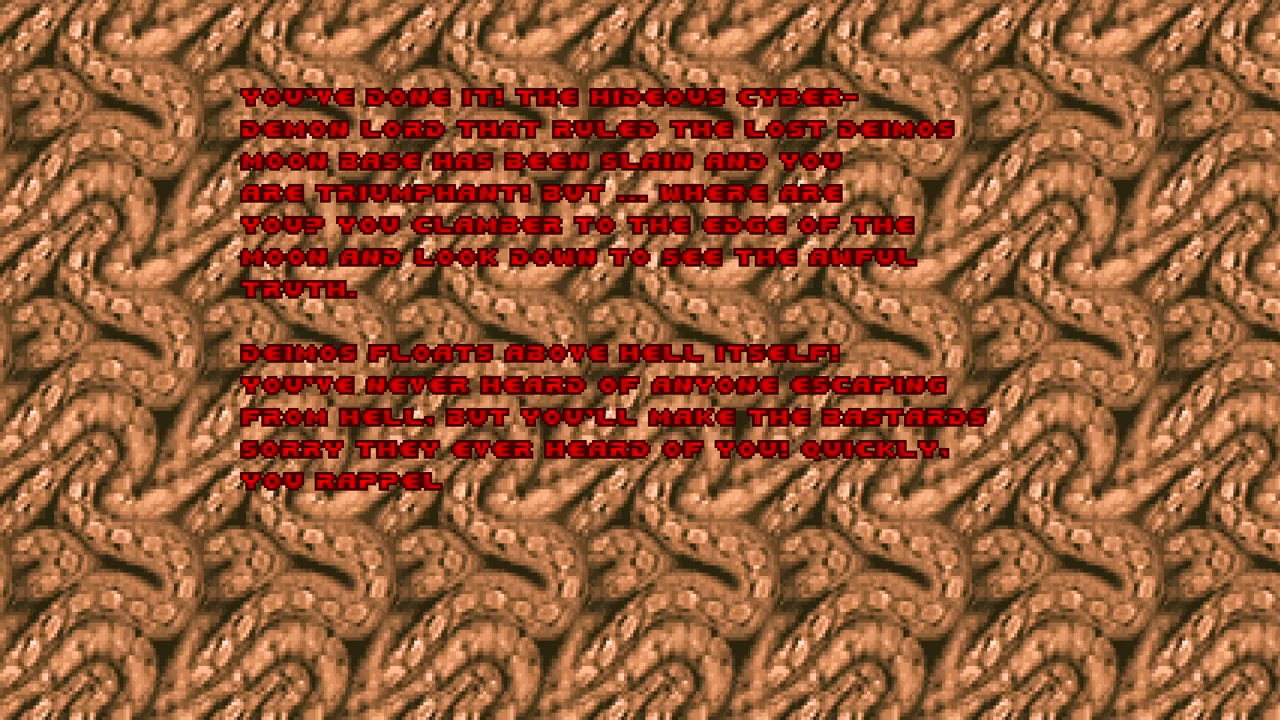 YOU'VE DONE IT! THE HIDEOUS CYBER-
DEMON LORD THAT RULED THE LOST DEIMOS
MOON BASE HAS BEEN SLAIN AND YOU
ARE TRIUMPHANT! BUT ... WHERE ARE
YOU? YOU CLAMBER TO THE EDGE OF THE
MOON AND LOOK DOWN TO SEE THE AWFUL
TRUTH.
DEIMOS FLOATS ABOVE HELL ITSELF!
YOU'VE NEVER HEARD OF ANYONE ESCAPING
FROM HELL, BUT YOU'LL MAKE THE BASTARDS
SORRY THEY EVER HEARD OF YOU! QUICKLY,
YOU RAPPEL